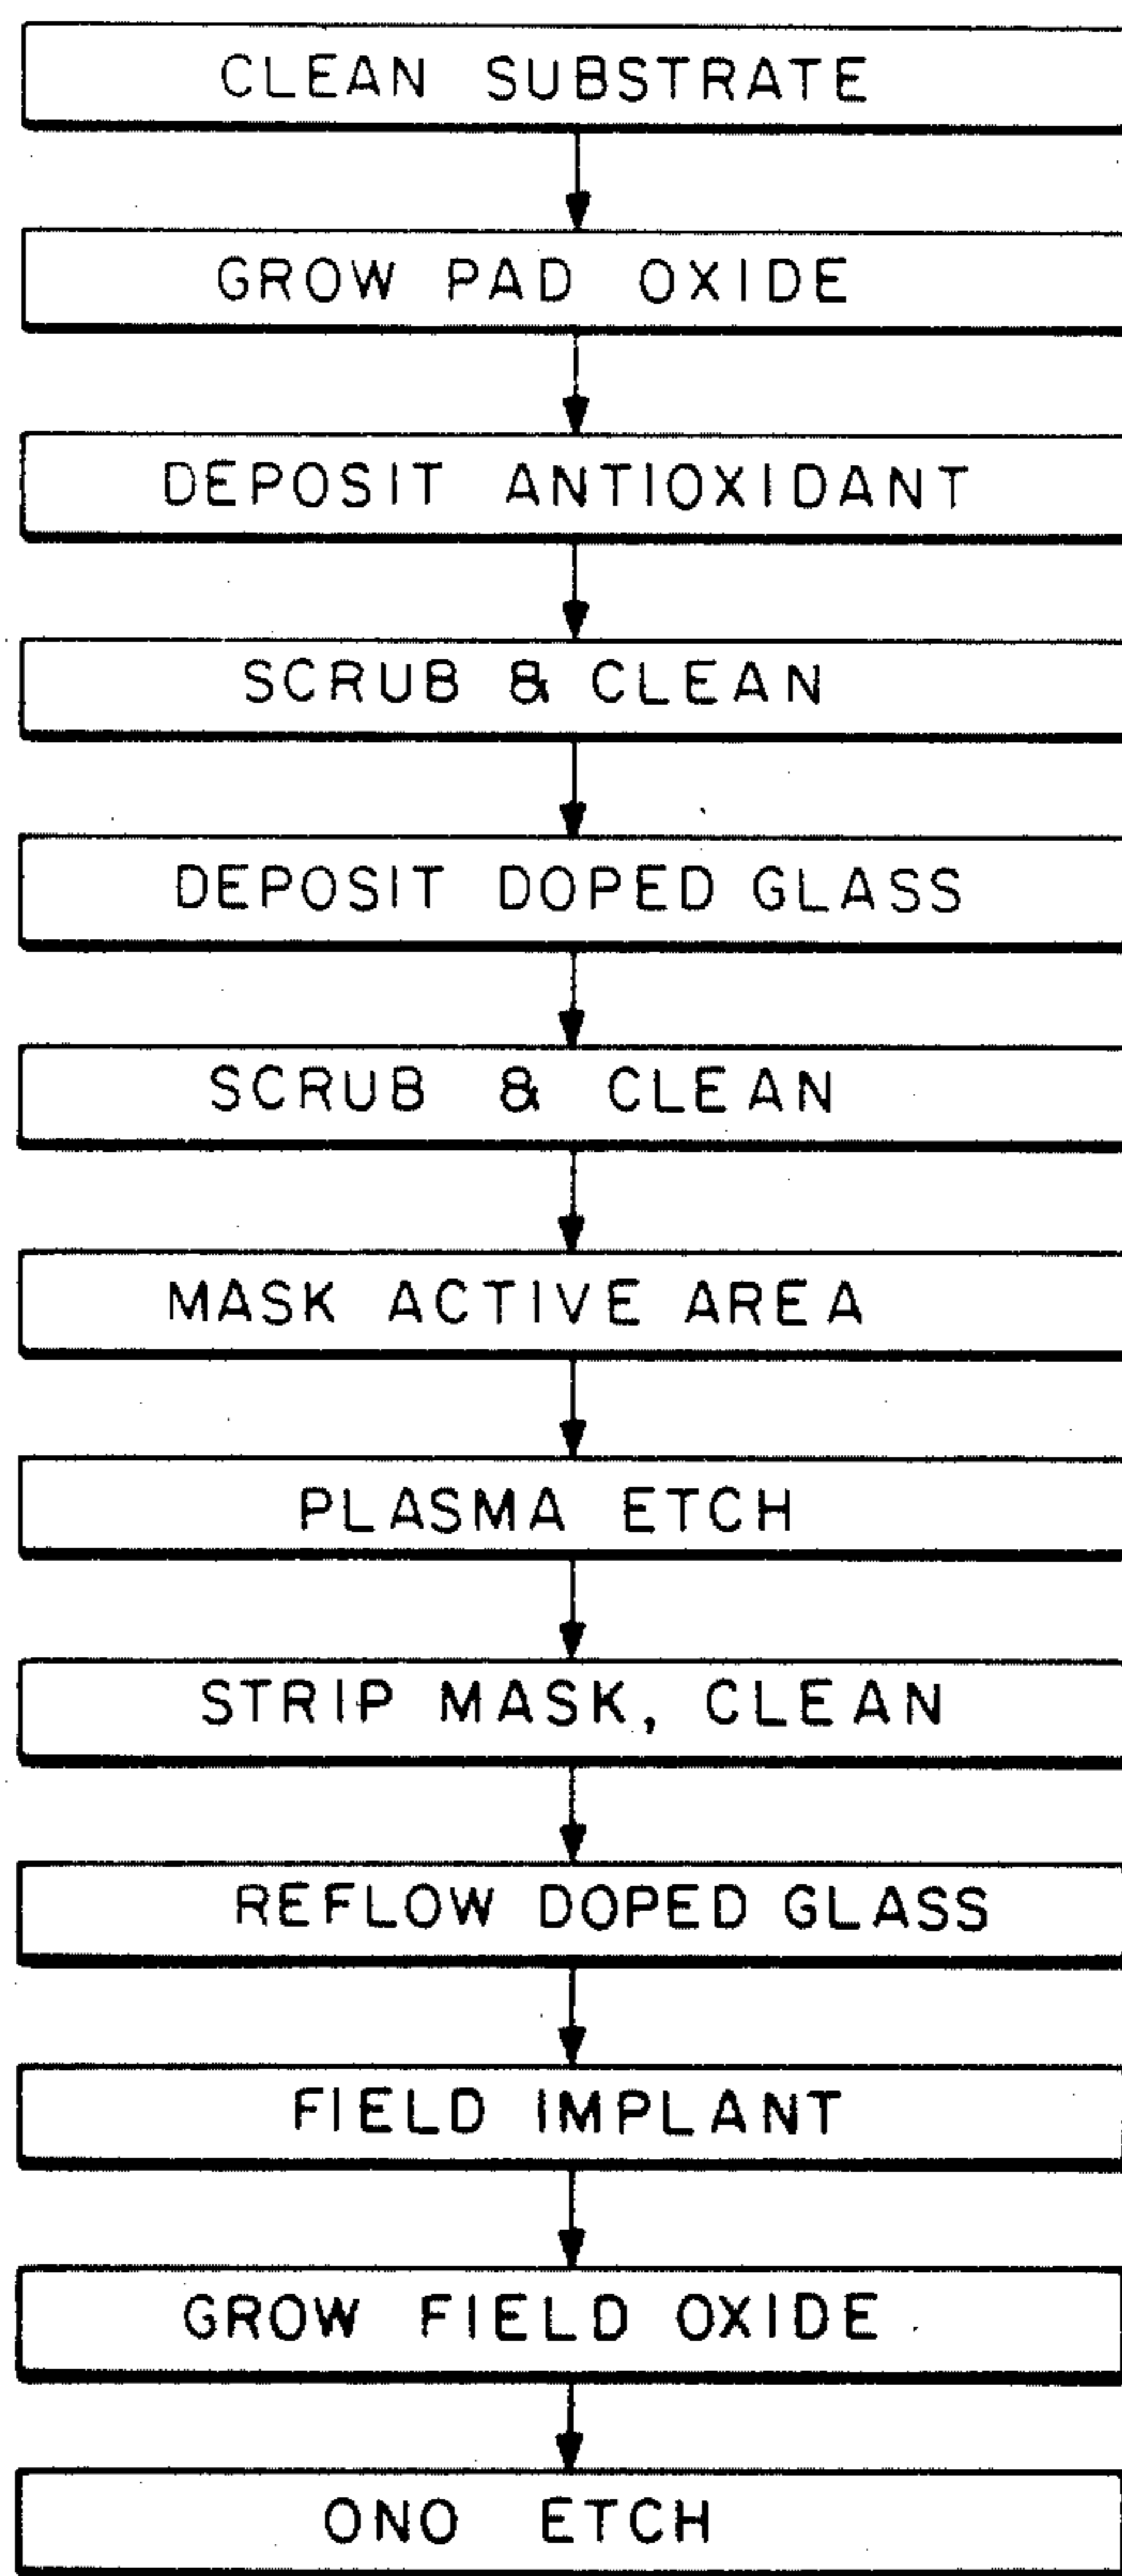 CLEAN SUBSTRATE
GROW PAD OXIDE
DEPOSIT ANTIOXIDANT
SCRUB & CLEAN
DEPOSIT DOPED GLASS
SCRUB & CLEAN
MASK ACTIVE AREA
PLASMA ETCH
STRIP MASK, CLEAN
REFLOW DOPED GLASS
FIELD IMPLANT
GROW FIELD OXIDE
ONO ETCH